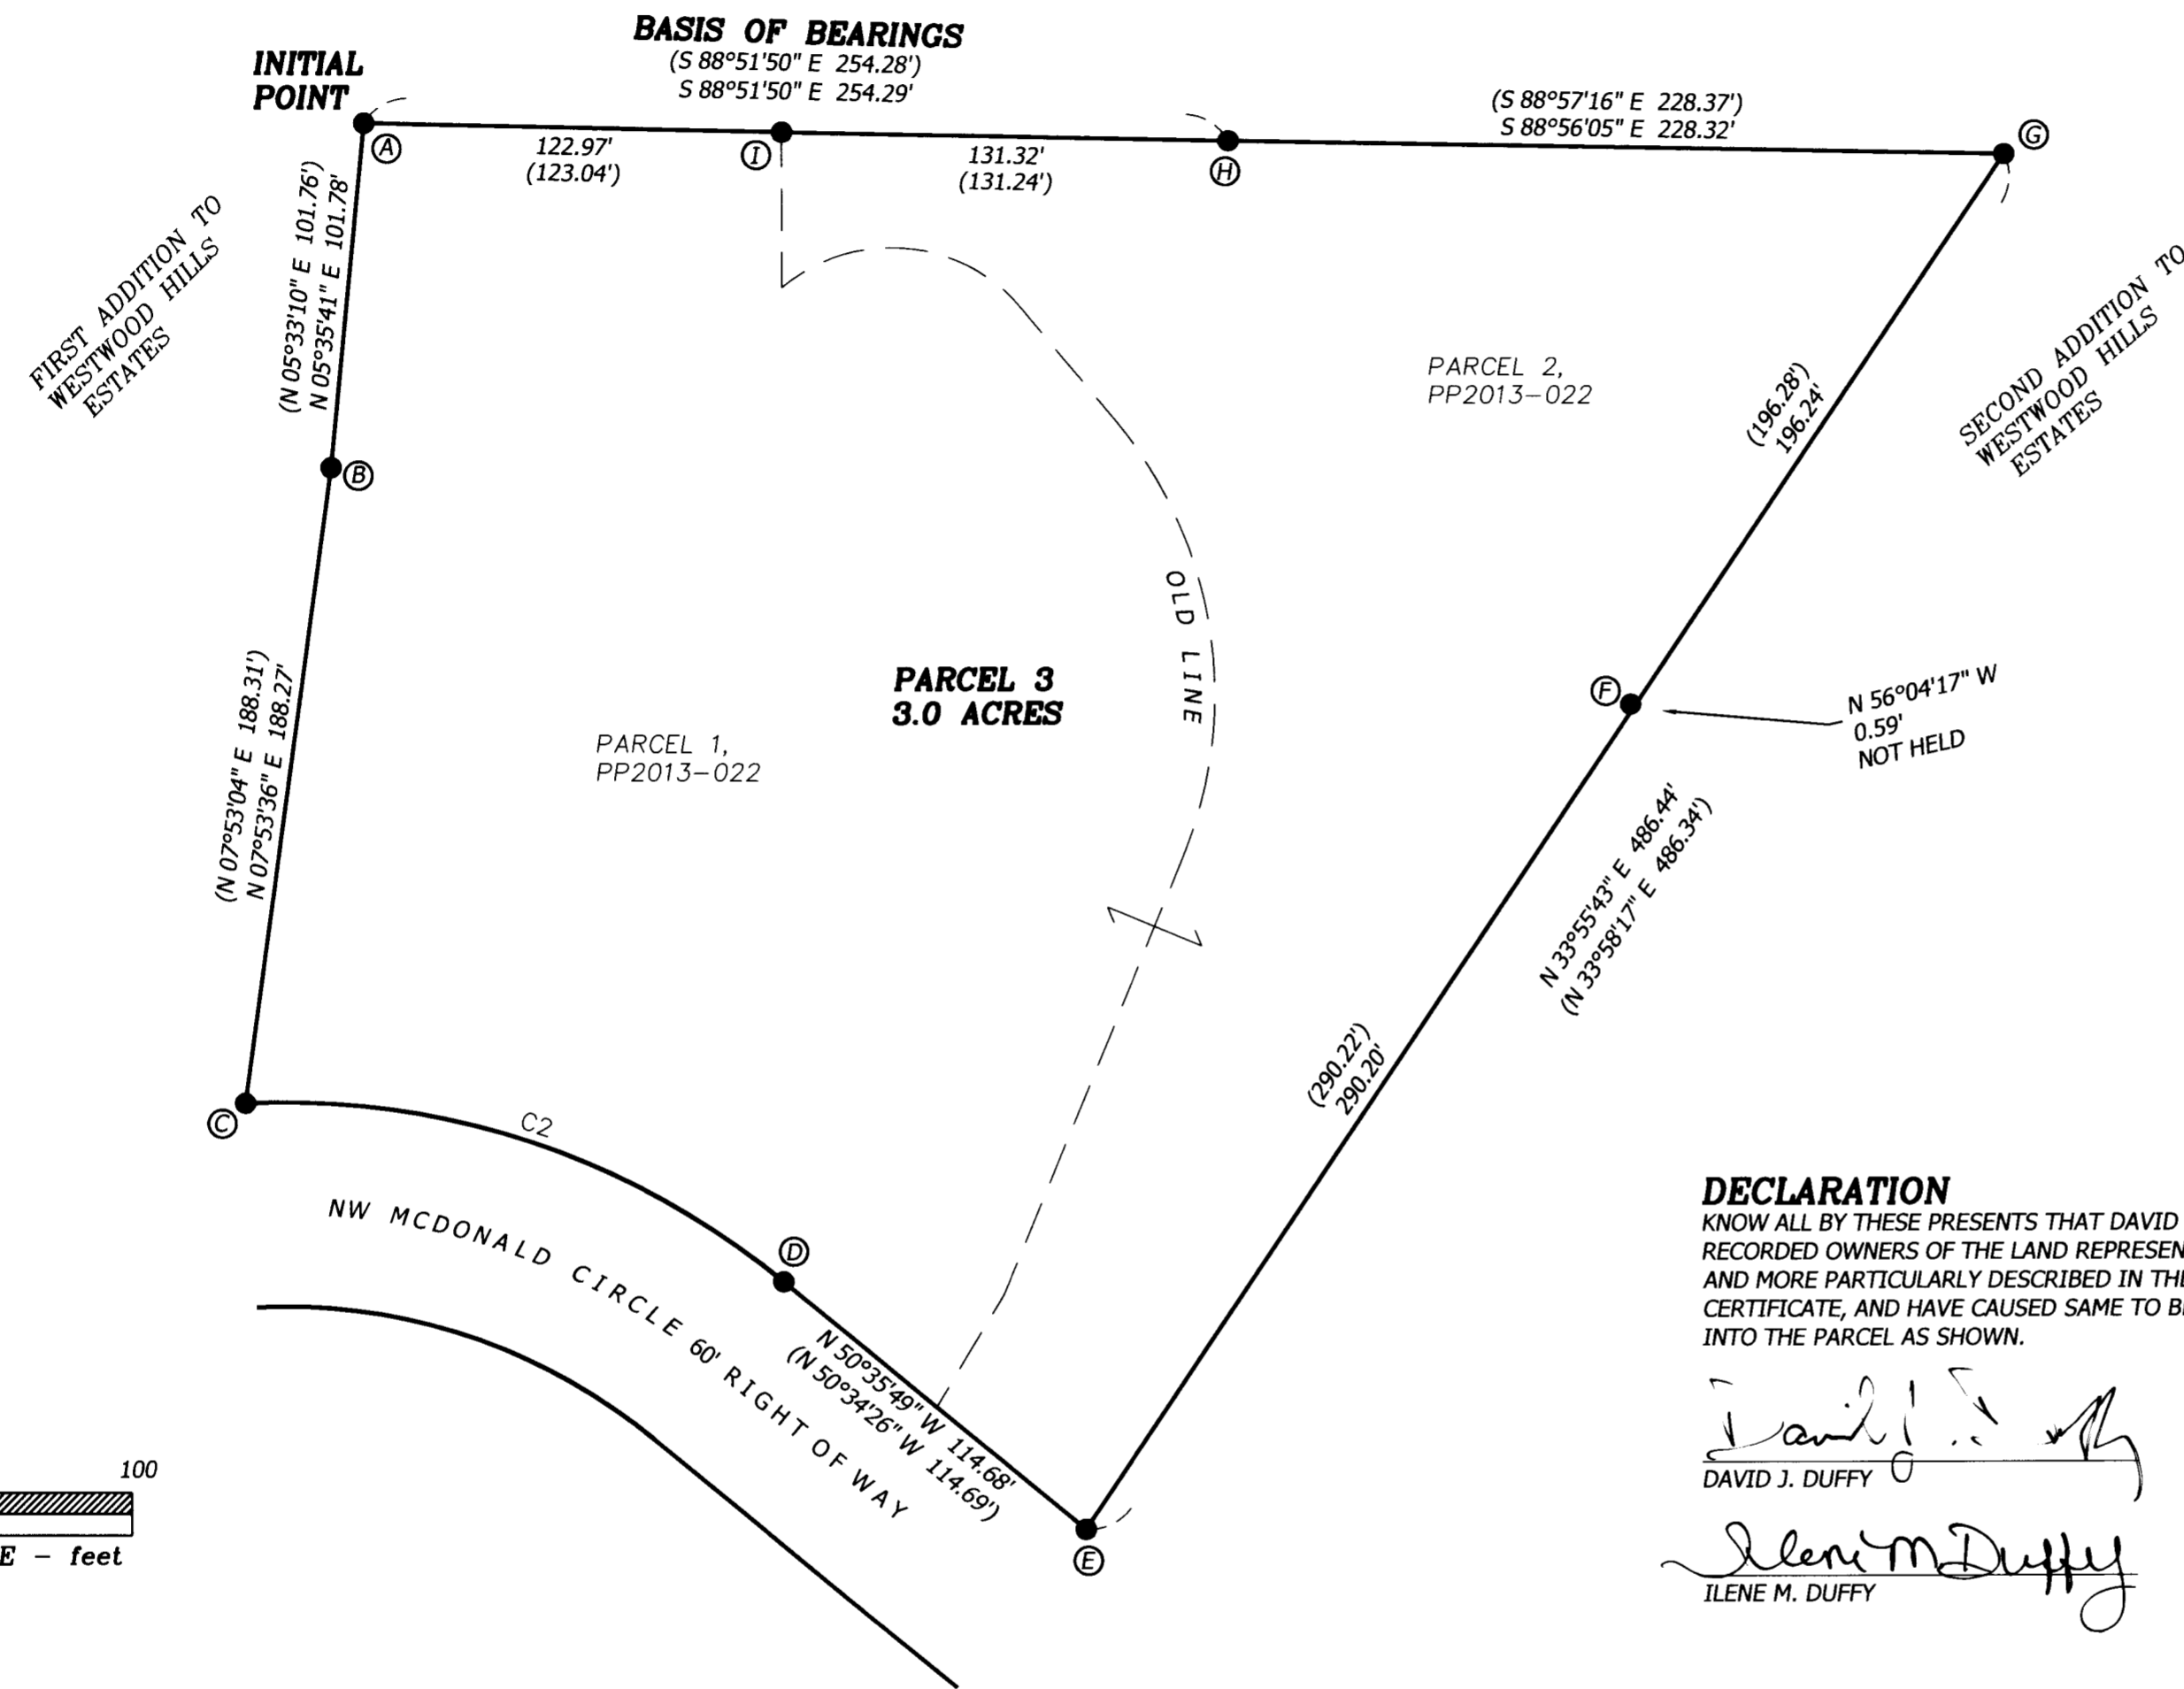 BASIS OF BEARINGS
(S 88°51'50" E 254.28')
S 88°51'50" E 254.29'
INITIAL
POINT
(S 88°57'16" E 228.37')
S 88°56'05" E 228.32'
A
122.97'
(123.04')
I
131.32'
(131.24')
H
G
FIRST ADDITION TO
WESTWOOD HILLS
ESTATES
(N 05°33'10" E 101.76')
N 05°35'41" E 101.78'
B
SECOND ADDITION TO
WESTWOOD HILLS
ESTATES
PARCEL 2,
PP2013-022
(196.28')
196.24'
OLD LINE
PARCEL 3
3.0 ACRES
PARCEL 1,
PP2013-022
F
N 56°04'17" W
0.59'
NOT HELD
(N 07°53'04" E 188.31')
N 07°53'36" E 188.27'
N 33°55'43" E 486.44'
(N 33°58'17" E 486.34')
(290.22')
290.20'
C
C2
D
NW MCDONALD CIRCLE 60' RIGHT OF WAY
N 50°35'49" W 114.68'
(N 50°34'26" W 114.69')
E
100
E - feet
DECLARATION
KNOW ALL BY THESE PRESENTS THAT DAVID
RECORDED OWNERS OF THE LAND REPRESEN
AND MORE PARTICULARLY DESCRIBED IN THE
CERTIFICATE, AND HAVE CAUSED SAME TO B
INTO THE PARCEL AS SHOWN.
David J. Duffy
DAVID J. DUFFY
Ilene M Duffy
ILENE M. DUFFY